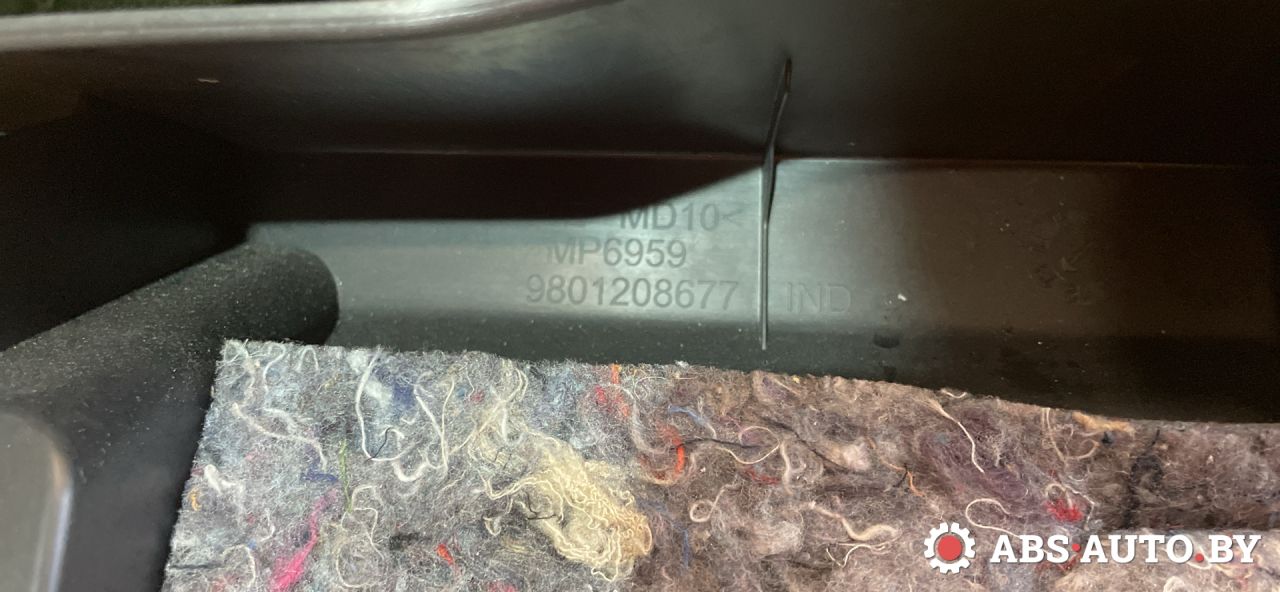 MD10<
MP6959
9801208677 IND
ABS-AUTO.BY